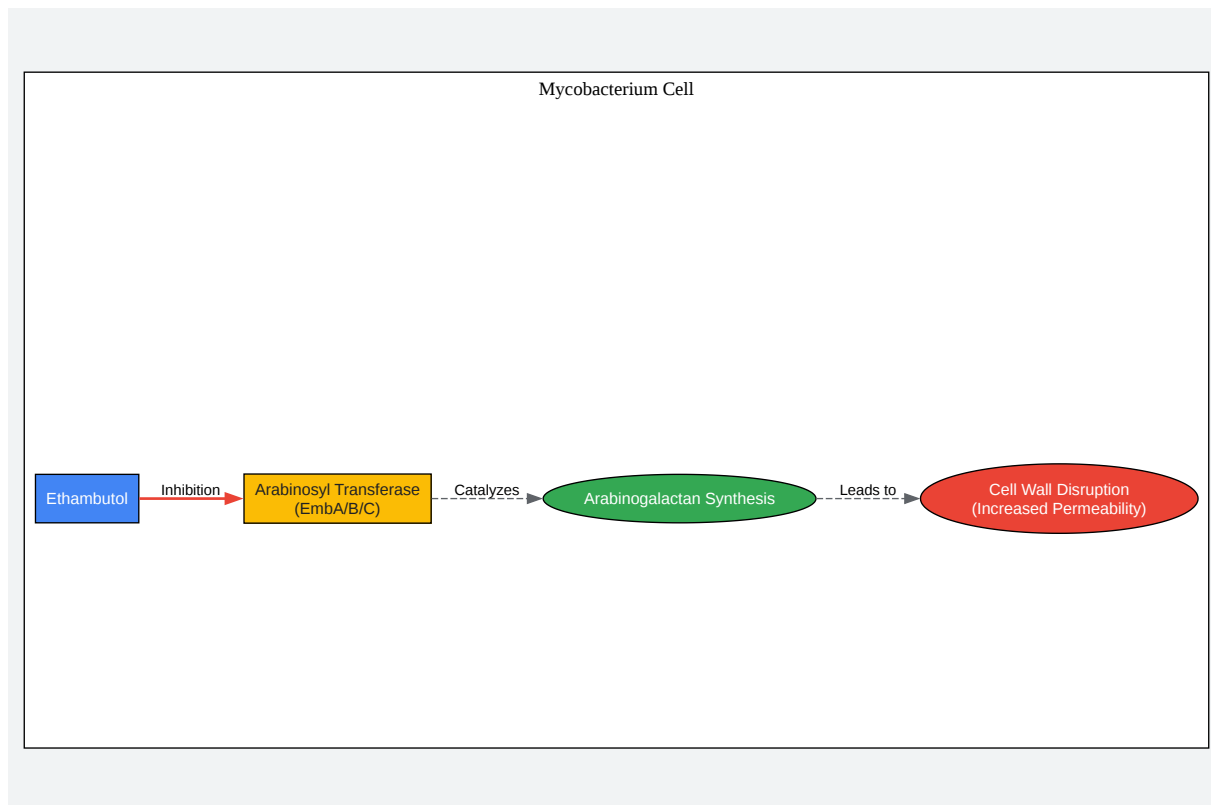 Mycobacterium Cell
Ethambutol
Inhibition
Arabinosyl Transferase
(EmbA/B/C)
Catalyzes
Arabinogalactan Synthesis
Leads to
Cell Wall Disruption
(Increased Permeability)